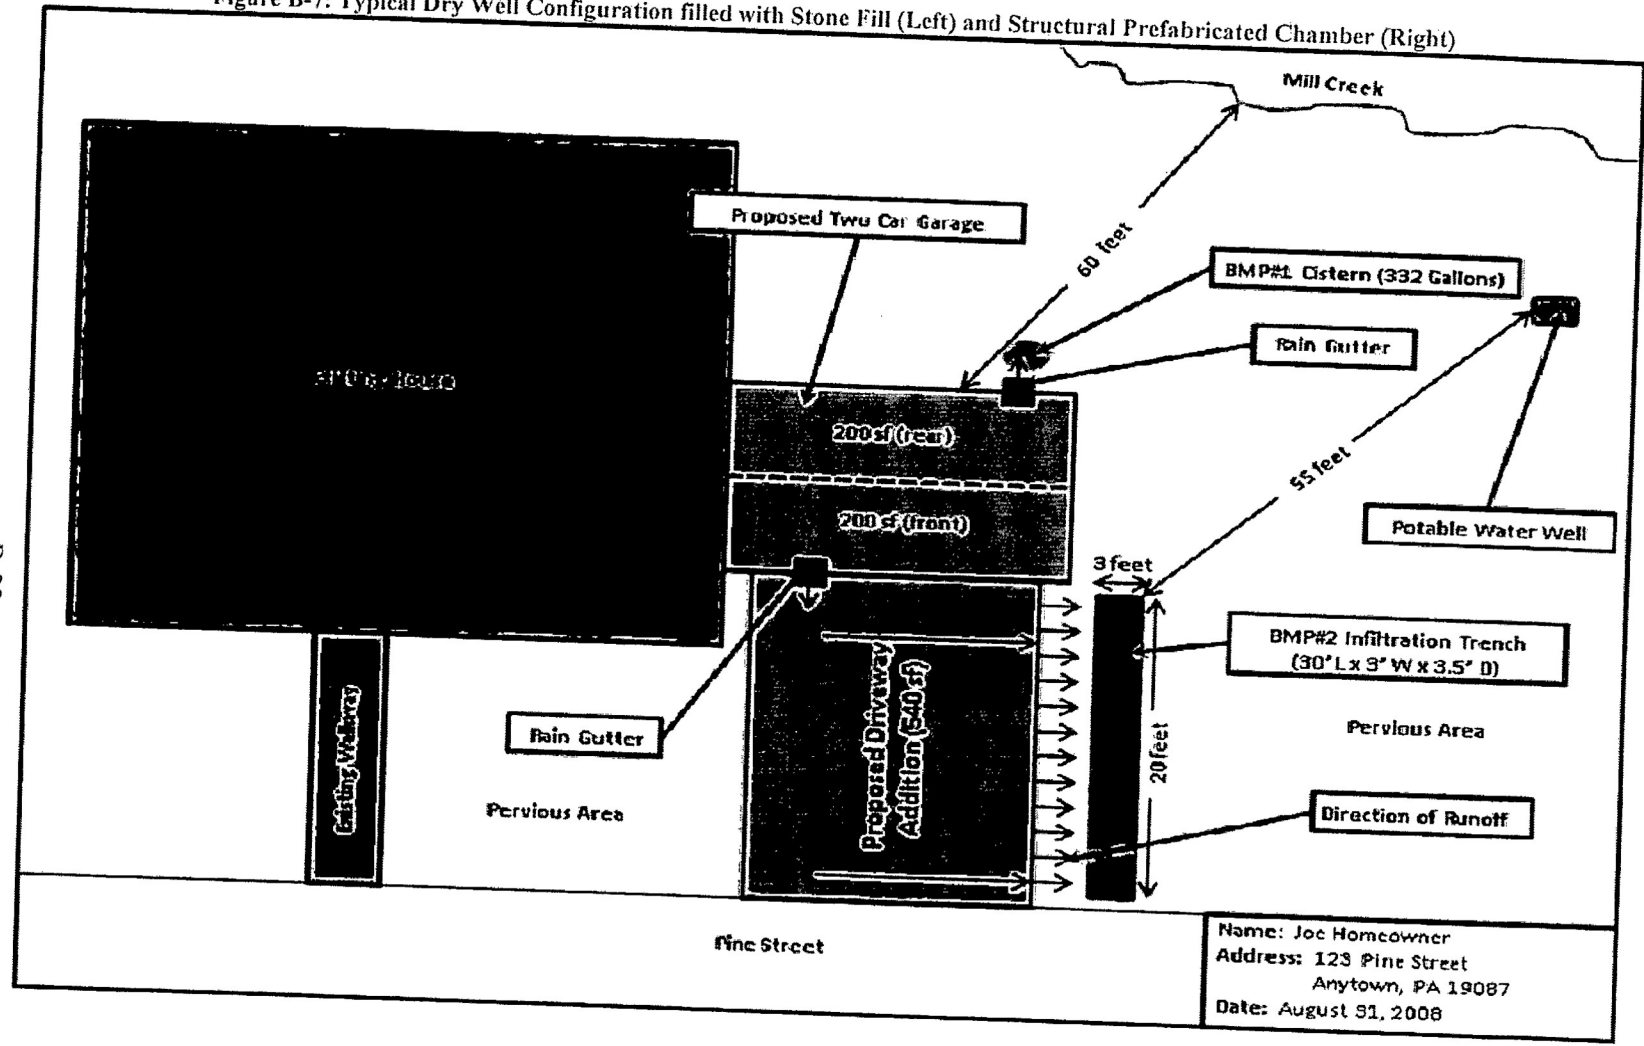 Figure B-7: Typical Dry Well Configuration filled with Stone Fill (Left) and Structural Prefabricated Chamber (Right)
Mill Creek
Proposed Two Car Garage
60 feet
BMP#1 Cistern (332 Gallons)
Rain Gutter
House
200 sf (rear)
55 feet
200 sf (front)
Potable Water Well
3 feet
BMP#2 Infiltration Trench
(30' L x 3' W x 3.5' D)
Existing Walkway
Rain Gutter
Proposed Driveway
Addition (540 sf)
20 feet
Pervious Area
Pervious Area
Direction of Runoff
Pine Street
Name: Joe Homeowner
Address: 123 Pine Street
Anytown, PA 19087
Date: August 31, 2008